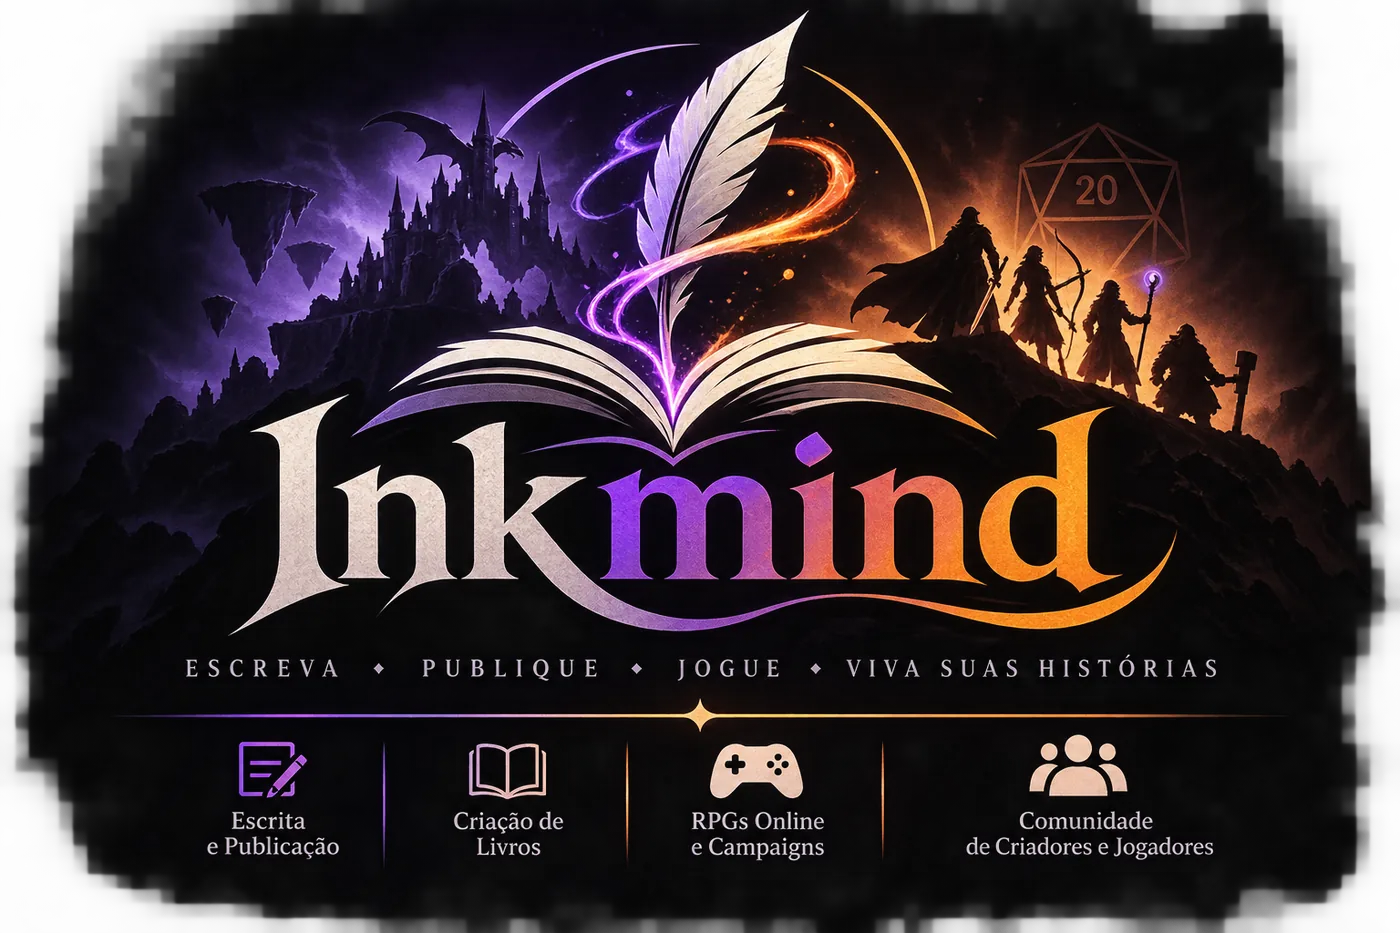 20
Inkmind
ESCREVA ◆ PUBLIQUE ◆ JOGUE ◆ VIVA SUAS HISTÓRIAS
Escrita
e Publicação
Criação de
Livros
RPGs Online
e Campaigns
Comunidade
de Criadores e Jogadores